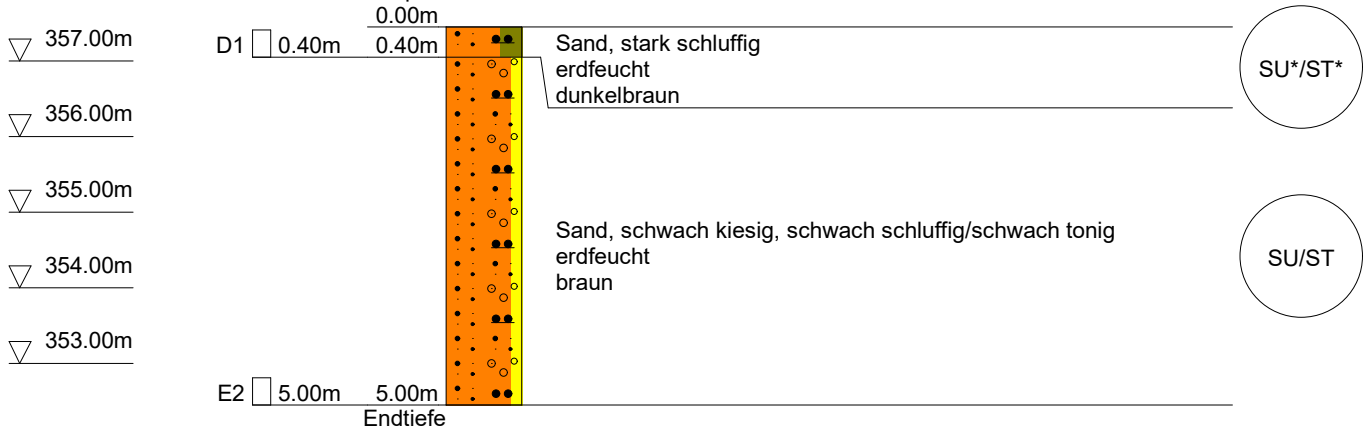 0.00m
357.00m
D1 0.40m 0.40m
Sand, stark schluffig
erdfeucht
dunkelbraun
SU*/ST*
356.00m
355.00m
Sand, schwach kiesig, schwach schluffig/schwach tonig
erdfeucht
braun
SU/ST
354.00m
353.00m
E2 5.00m 5.00m
Endtiefe